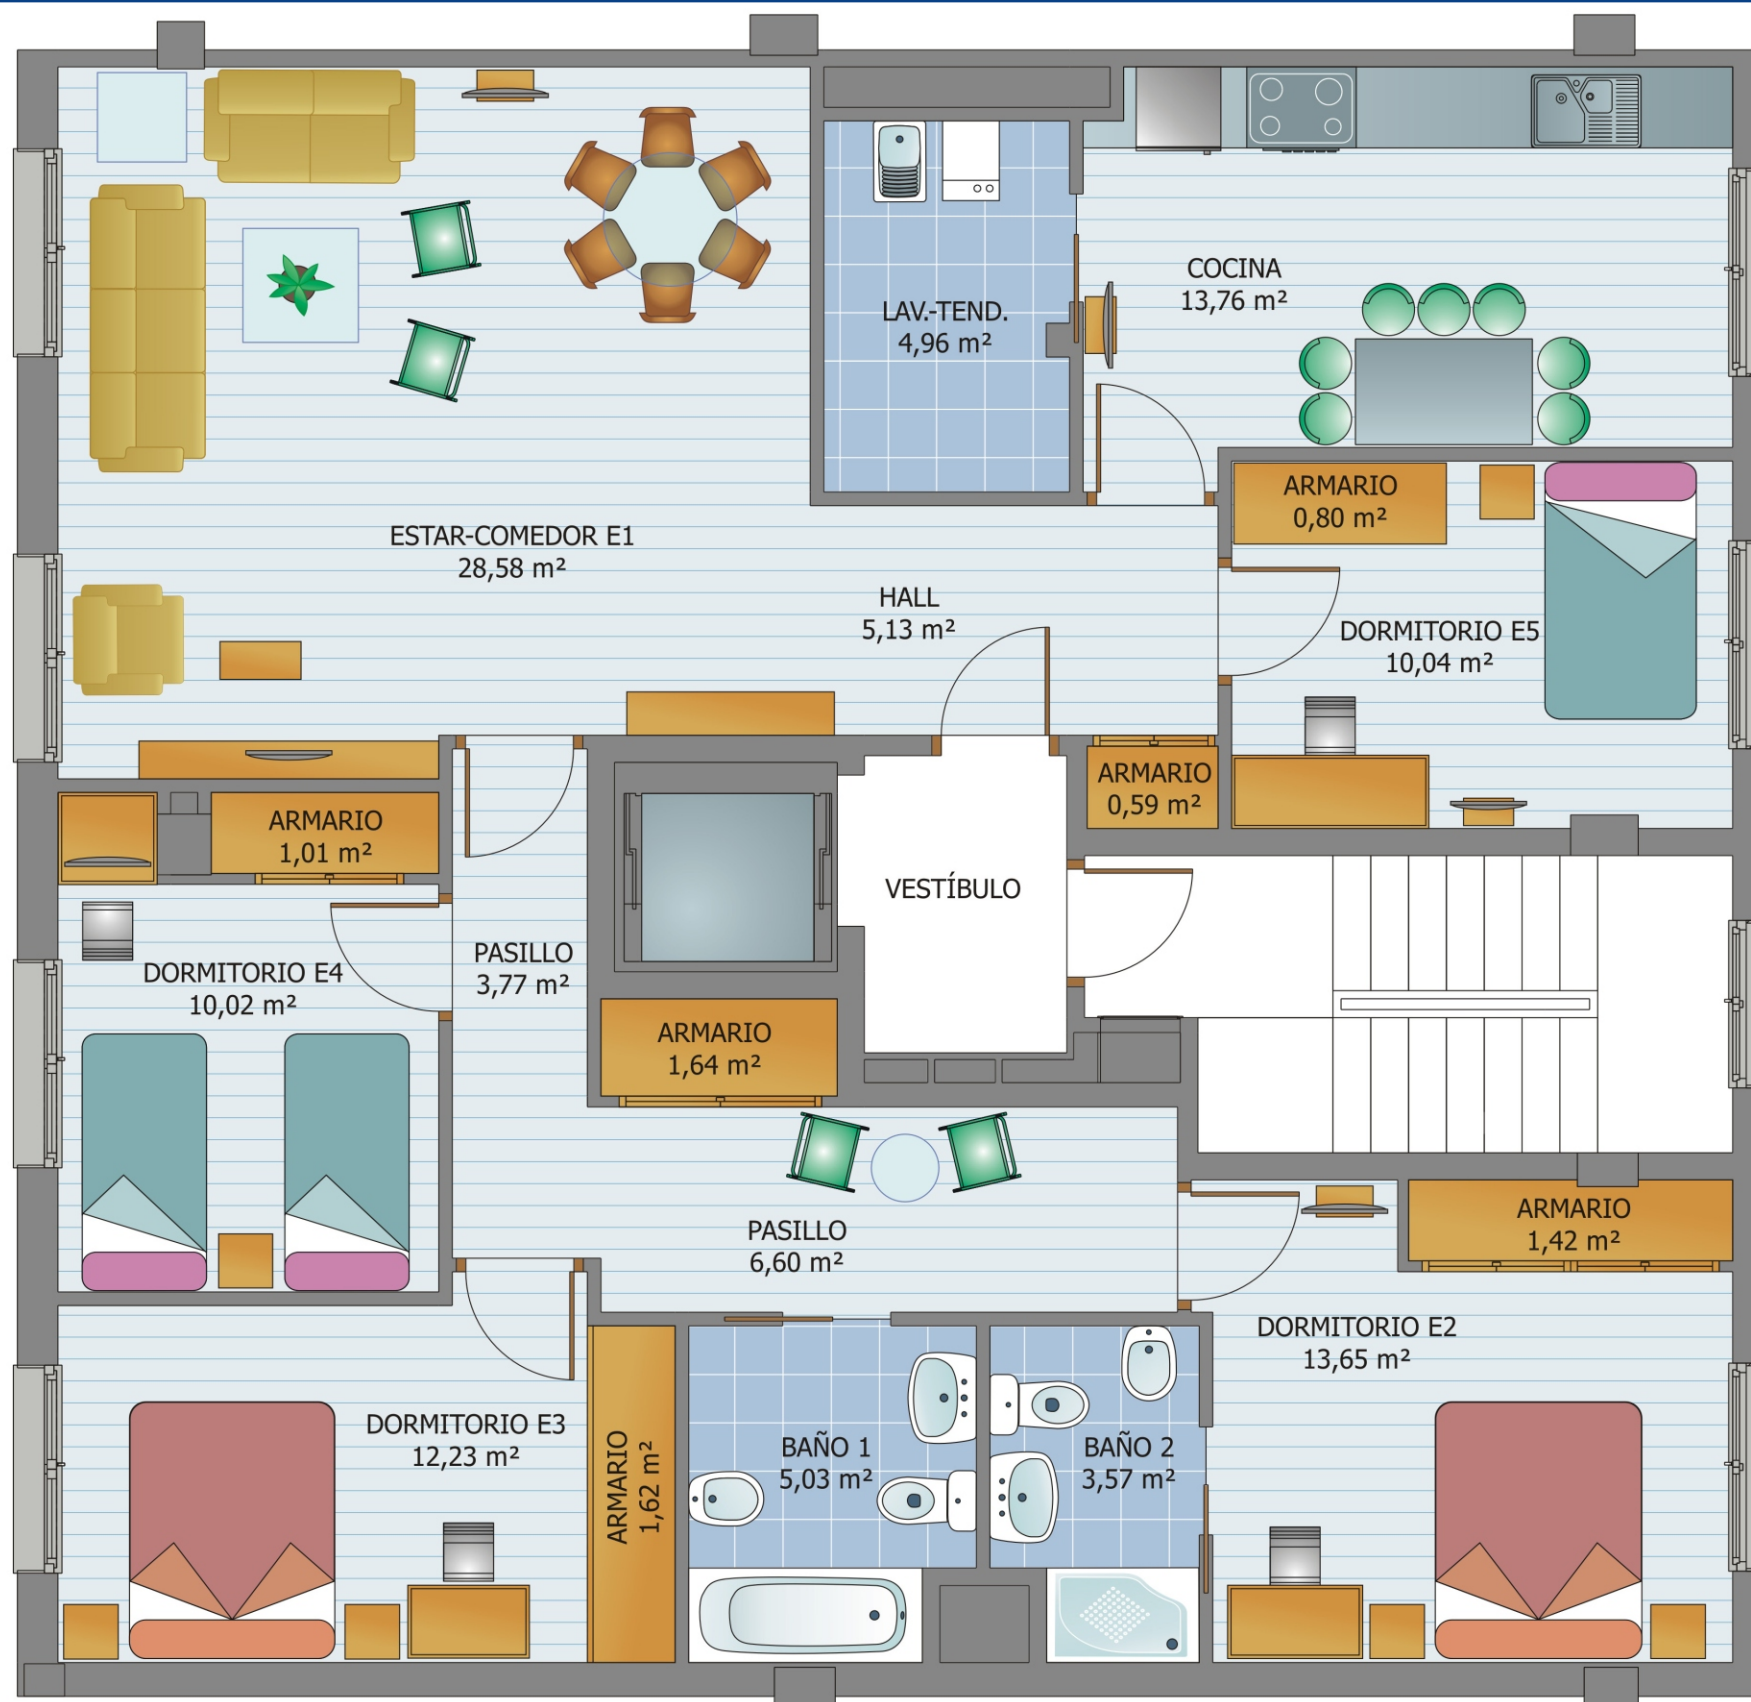 COCINA
13,76 m²
LAV.-TEND.
4,96 m²
ARMARIO
0,80 m²
ESTAR-COMEDOR E1
28,58 m²
HALL
5,13 m²
DORMITORIO E5
10,04 m²
ARMARIO
0,59 m²
ARMARIO
1,01 m²
VESTÍBULO
PASILLO
3,77 m²
DORMITORIO E4
10,02 m²
ARMARIO
1,64 m²
PASILLO
6,60 m²
ARMARIO
1,42 m²
DORMITORIO E2
13,65 m²
DORMITORIO E3
12,23 m²
ARMARIO
1,62 m²
BAÑO 1
5,03 m²
BAÑO 2
3,57 m²